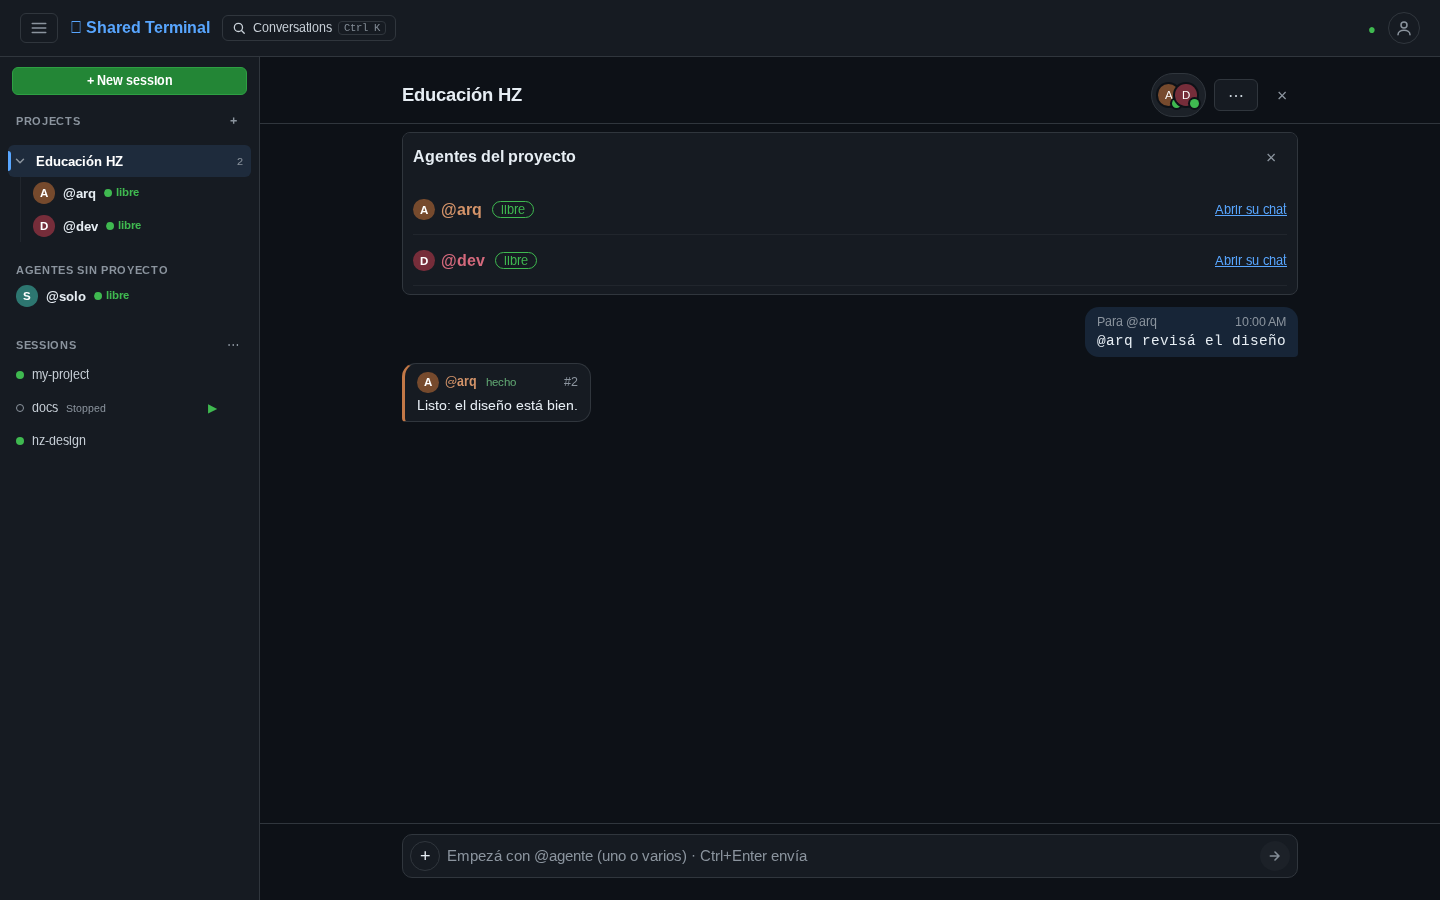 Shared Terminal
Conversations Ctrl K
+ New session
PROJECTS +
Educación HZ 2
A @arq libre
D @dev libre
AGENTES SIN PROYECTO
S @solo libre
SESSIONS ...
my-project
docs Stopped
hz-design
Educación HZ
A D ... ×
Agentes del proyecto ×
A @arq libre Abrir su chat
D @dev libre Abrir su chat
Para @arq 10:00 AM
@arq revisá el diseño
A @arq hecho #2
Listo: el diseño está bien.
+ Empezá con @agente (uno o varios) · Ctrl+Enter envía